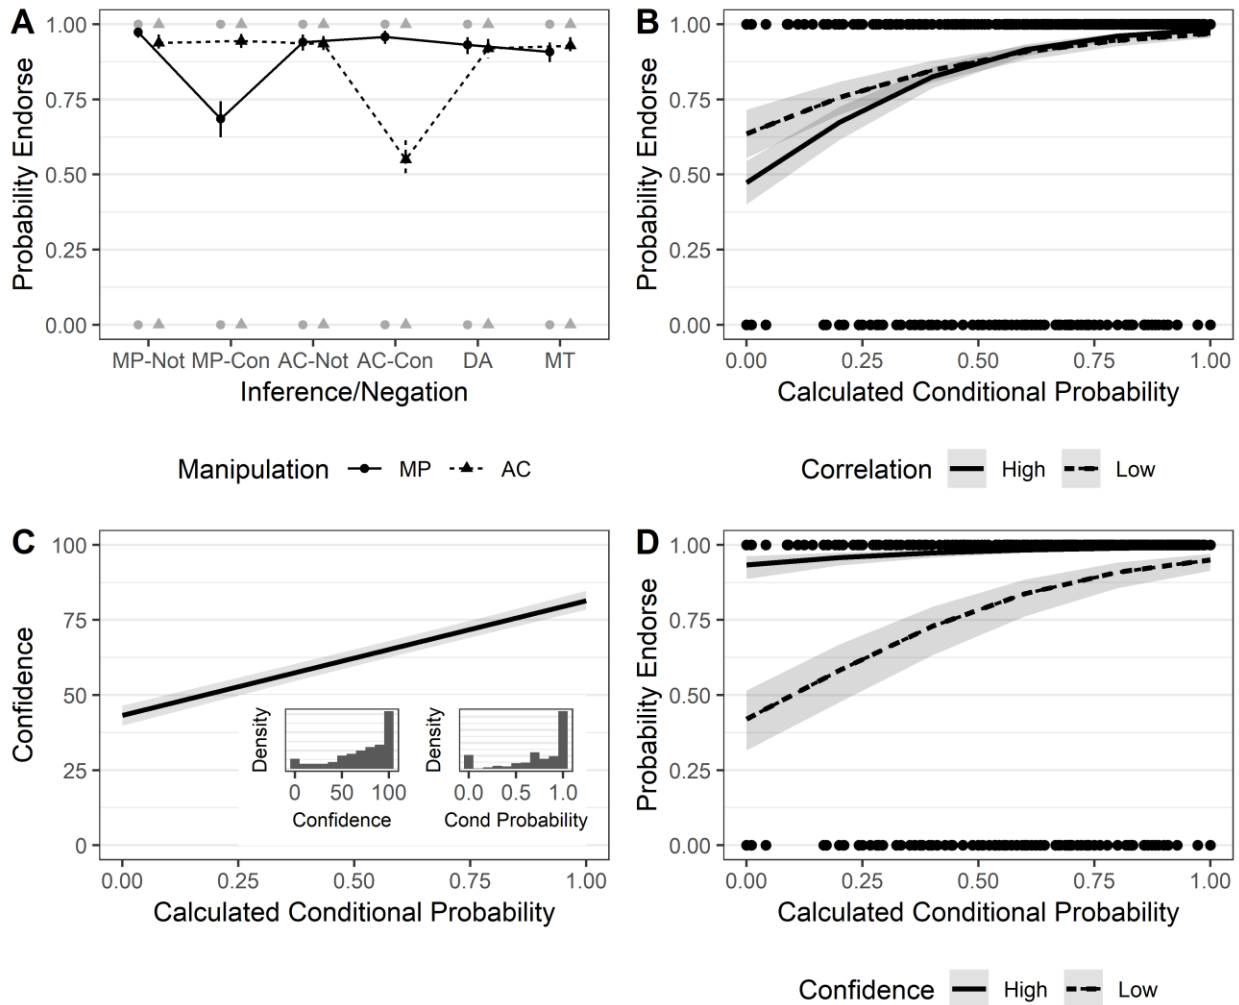 A
Probability Endorse
1.00
0.75
0.50
0.25
0.00
MP-Not MP-Con AC-Not AC-Con DA MT
Inference/Negation
Manipulation MP AC
B
Probability Endorse
1.00
0.75
0.50
0.25
0.00
0.00 0.25 0.50 0.75 1.00
Calculated Conditional Probability
Correlation High Low
C
Confidence
100
75
50
25
0
Density
0 50 100
Confidence
Density
0.0 0.5 1.0
Cond Probability
0.00 0.25 0.50 0.75 1.00
Calculated Conditional Probability
D
Probability Endorse
1.00
0.75
0.50
0.25
0.00
0.00 0.25 0.50 0.75 1.00
Calculated Conditional Probability
Confidence High Low